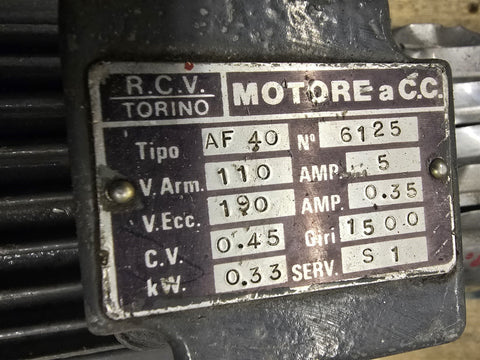 R.C.V. MOTORE a C.C.
TORINO
Tipo AF 40 N° 6125
V.Arm. 110 AMP. 5
V.Ecc. 190 AMP. 0.35
C.V. 0.45 Giri 1500
kW. 0.33 SERV. S 1